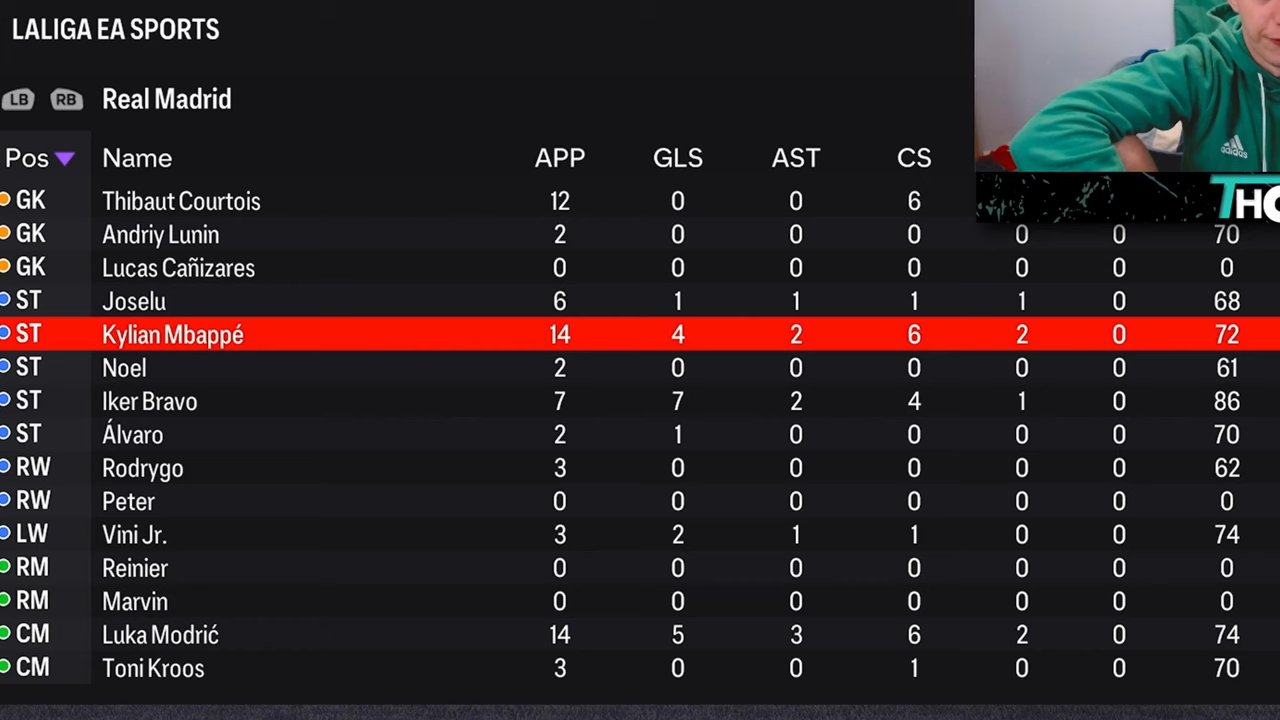 LALIGA EA SPORTS
LB RB Real Madrid
Pos Name APP GLS AST CS
GK Thibaut Courtois 12 0 0 6
GK Andriy Lunin 2 0 0 0 0 0 70
GK Lucas Cañizares 0 0 0 0 0 0 0
ST Joselu 6 1 1 1 1 0 68
ST Kylian Mbappé 14 4 2 6 2 0 72
ST Noel 2 0 0 0 0 0 61
ST Iker Bravo 7 7 2 4 1 0 86
ST Álvaro 2 1 0 0 0 0 70
RW Rodrygo 3 0 0 0 0 0 62
RW Peter 0 0 0 0 0 0 0
LW Vini Jr. 3 2 1 1 0 0 74
RM Reinier 0 0 0 0 0 0 0
RM Marvin 0 0 0 0 0 0 0
CM Luka Modrić 14 5 3 6 2 0 74
CM Toni Kroos 3 0 0 1 0 0 70
adidas